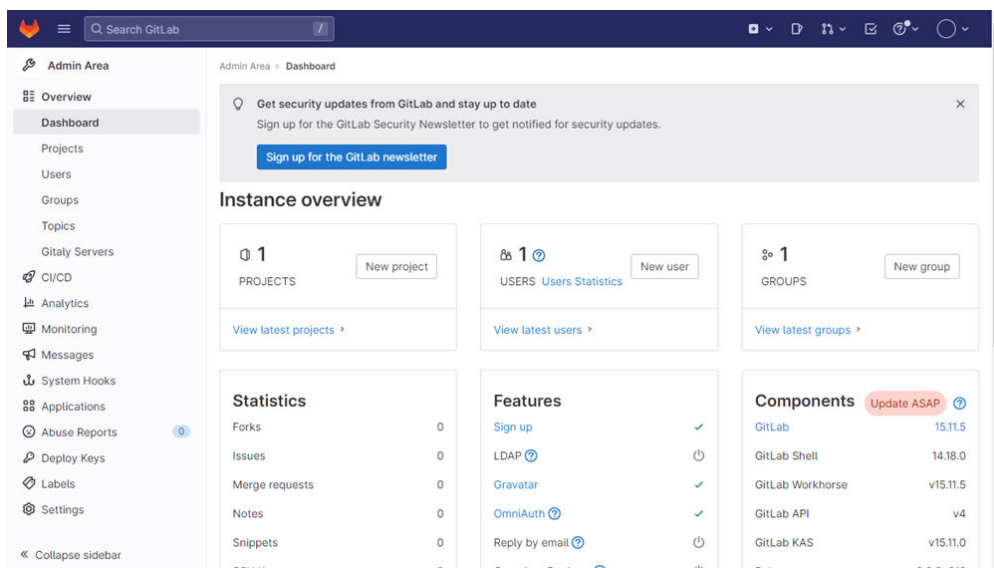 Search GitLab /
Admin Area
Overview
Dashboard
Projects
Users
Groups
Topics
Gitaly Servers
CI/CD
Analytics
Monitoring
Messages
System Hooks
Applications
Abuse Reports 0
Deploy Keys
Labels
Settings
Collapse sidebar
Admin Area > Dashboard
Get security updates from GitLab and stay up to date
Sign up for the GitLab Security Newsletter to get notified for security updates.
Sign up for the GitLab newsletter
Instance overview
1
PROJECTS
New project
View latest projects
1
USERS Users Statistics
New user
View latest users
1
GROUPS
New group
View latest groups
Statistics
Forks 0
Issues 0
Merge requests 0
Notes 0
Snippets 0
Features
Sign up
LDAP
Gravatar
OmniAuth
Reply by email
Components Update ASAP
GitLab 15.11.5
GitLab Shell 14.18.0
GitLab Workhorse v15.11.5
GitLab API v4
GitLab KAS v15.11.0